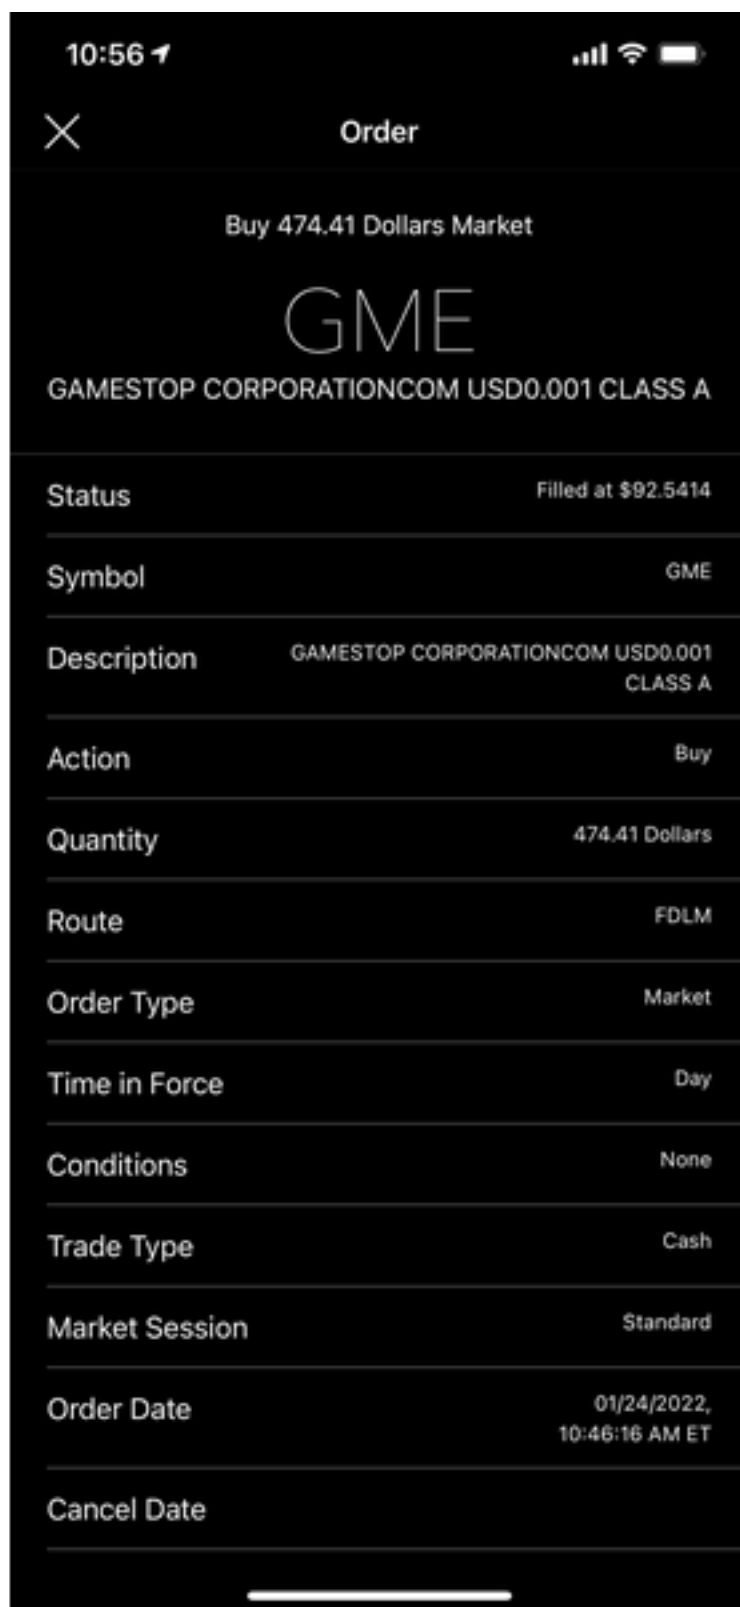 10:56
Order
Buy 474.41 Dollars Market
GME
GAMESTOP CORPORATIONCOM USD0.001 CLASS A
Status Filled at $92.5414
Symbol GME
Description GAMESTOP CORPORATIONCOM USD0.001
CLASS A
Action Buy
Quantity 474.41 Dollars
Route FDLM
Order Type Market
Time in Force Day
Conditions None
Trade Type Cash
Market Session Standard
Order Date 01/24/2022,
10:46:16 AM ET
Cancel Date